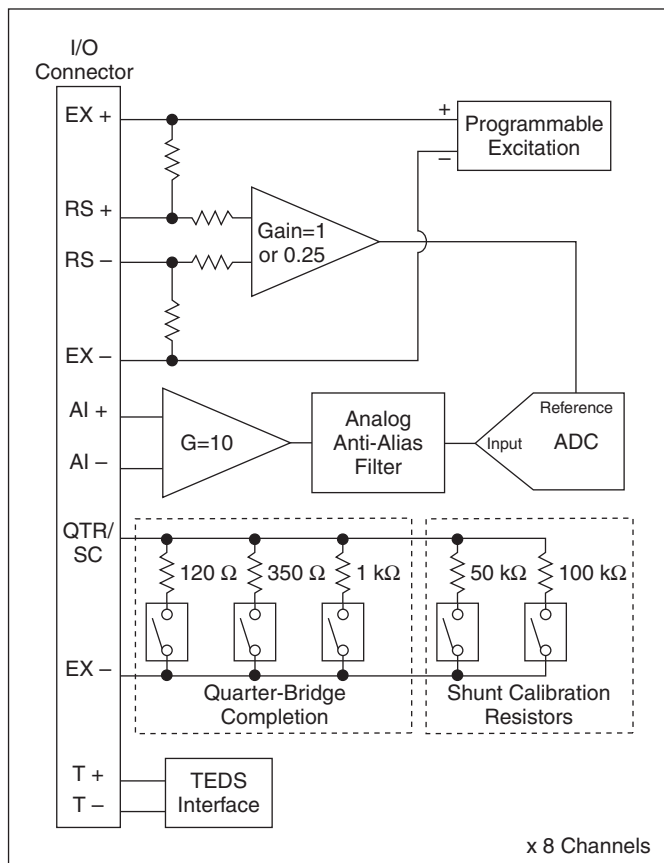 I/O
Connector
EX +
+
Programmable
Excitation
−
RS +
Gain=1
or 0.25
RS −
EX −
AI +
G=10
AI −
Analog
Anti-Alias
Filter
Reference
Input
ADC
QTR/
SC
120 Ω
350 Ω
1 kΩ
50 kΩ
100 kΩ
EX −
Quarter-Bridge
Completion
Shunt Calibration
Resistors
T +
T −
TEDS
Interface
x 8 Channels